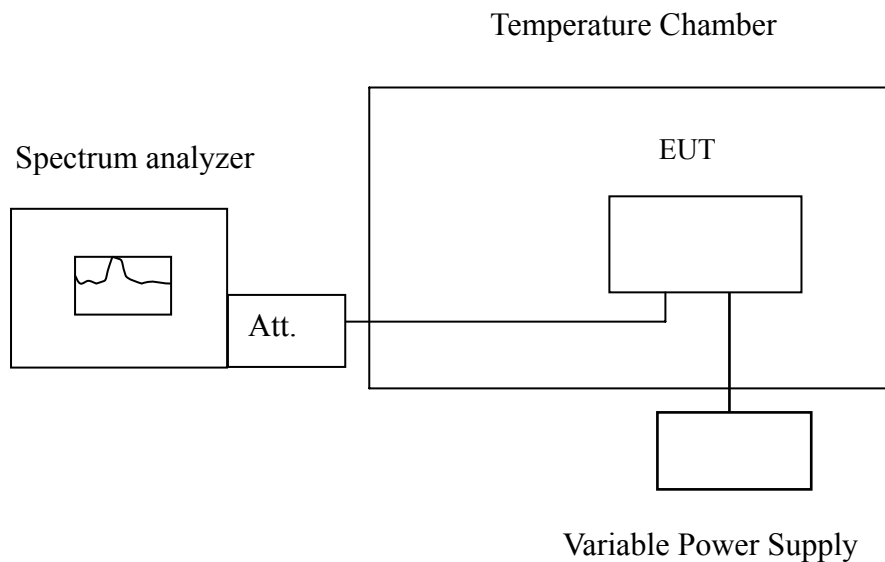 Temperature Chamber
Spectrum analyzer
EUT
Att.
Variable Power Supply